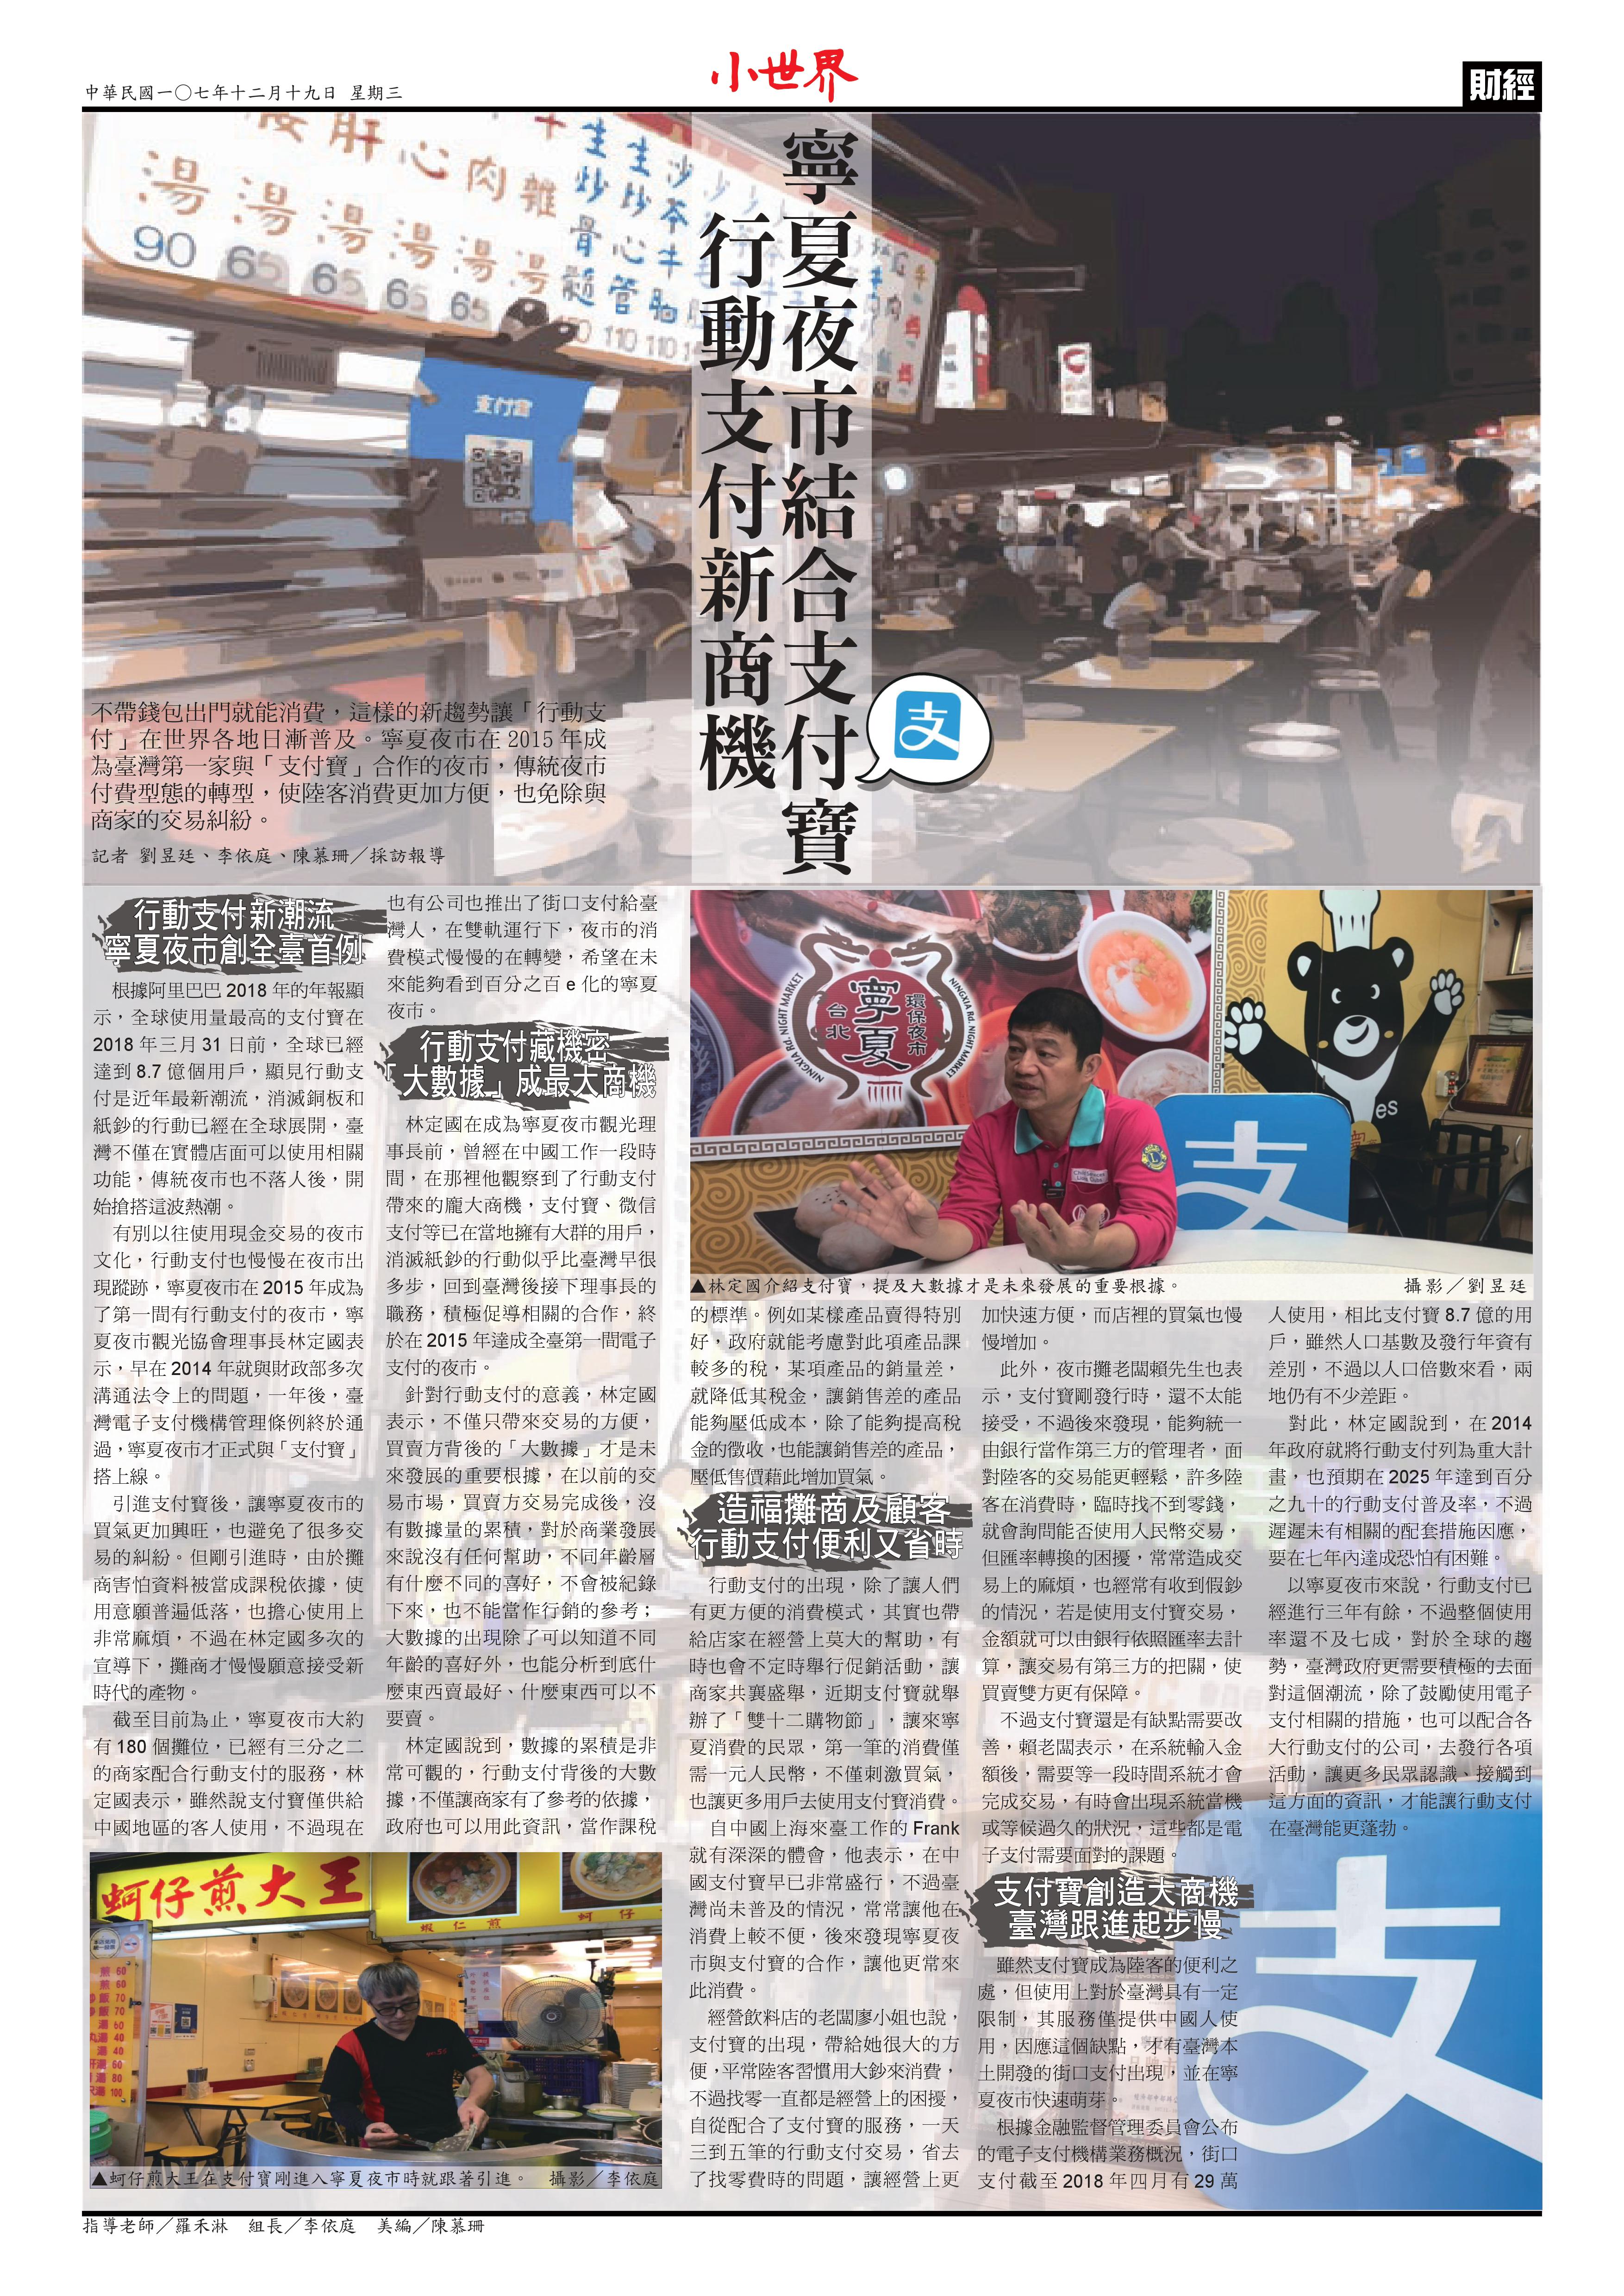 中華民國一〇七年十二月十九日 星期三
小世界
財經
寧夏夜市結合支付寶
行動支付新商機
肝心肉雜
湯湯湯湯湯湯
90 65 65 65 65
支付寶
支
不帶錢包出門就能消費，這樣的新趨勢讓「行動支
付」在世界各地日漸普及。寧夏夜市在 2015 年成
為臺灣第一家與「支付寶」合作的夜市，傳統夜市
付費型態的轉型，使陸客消費更加方便，也免除與
商家的交易糾紛。
記者 劉昱廷、李依庭、陳慕珊／採訪報導
行動支付新潮流
寧夏夜市創全臺首例
根據阿里巴巴 2018 年的年報顯
示，全球使用量最高的支付寶在
2018 年三月 31 日前，全球已經
達到 8.7 億個用戶，顯見行動支
付是近年最新潮流，消滅銅板和
紙鈔的行動已經在全球展開，臺
灣不僅在實體店面可以使用相關
功能，傳統夜市也不落人後，開
始搶搭這波熱潮。
有別以往使用現金交易的夜市
文化，行動支付也慢慢在夜市出
現蹤跡，寧夏夜市在 2015 年成為
了第一間有行動支付的夜市，寧
夏夜市觀光協會理事長林定國表
示，早在 2014 年就與財政部多次
溝通法令上的問題，一年後，臺
灣電子支付機構管理條例終於通
過，寧夏夜市才正式與「支付寶」
搭上線。
引進支付寶後，讓寧夏夜市的
買氣更加興旺，也避免了很多交
易的糾紛。但剛引進時，由於攤
商害怕資料被當成課稅依據，使
用意願普遍低落，也擔心使用上
非常麻煩，不過在林定國多次的
宣導下，攤商才慢慢願意接受新
時代的產物。
截至目前為止，寧夏夜市大約
有 180 個攤位，已經有三分之二
的商家配合行動支付的服務，林
定國表示，雖然說支付寶僅供給
中國地區的客人使用，不過現在
也有公司也推出了街口支付給臺
灣人，在雙軌運行下，夜市的消
費模式慢慢的在轉變，希望在未
來能夠看到百分之百 e 化的寧夏
夜市。
行動支付藏機密
「大數據」成最大商機
林定國在成為寧夏夜市觀光理
事長前，曾經在中國工作一段時
間，在那裡他觀察到了行動支付
帶來的龐大商機，支付寶、微信
支付等已在當地擁有大群的用戶，
消滅紙鈔的行動似乎比臺灣早很
多步，回到臺灣後接下理事長的
職務，積極促導相關的合作，終
於在 2015 年達成全臺第一間電子
支付的夜市。
針對行動支付的意義，林定國
表示，不僅只帶來交易的方便，
買賣方背後的「大數據」才是未
來發展的重要根據，在以前的交
易市場，買賣方交易完成後，沒
有數據量的累積，對於商業發展
來說沒有任何幫助，不同年齡層
有什麼不同的喜好，不會被紀錄
下來，也不能當作行銷的參考；
大數據的出現除了可以知道不同
年齡的喜好外，也能分析到底什
麼東西賣最好、什麼東西可以不
要賣。
林定國說到，數據的累積是非
常可觀的，行動支付背後的大數
據，不僅讓商家有了參考的依據，
政府也可以用此資訊，當作課稅
蚵仔煎大王
蝦仁煎
蚵仔
▲蚵仔煎大王在支付寶剛進入寧夏夜市時就跟著引進。 攝影／李依庭
NINGXIA RD. NIGHT MARKET
台北
寧夏
環保夜市
NINGXIA RD. NIGHT MARKET
es
支
▲林定國介紹支付寶，提及大數據才是未來發展的重要根據。 攝影／劉昱廷
的標準。例如某樣產品賣得特別
好，政府就能考慮對此項產品課
較多的稅，某項產品的銷量差，
就降低其稅金，讓銷售差的產品
能夠壓低成本，除了能夠提高稅
金的徵收，也能讓銷售差的產品，
壓低售價藉此增加買氣。
造福攤商及顧客
行動支付便利又省時
行動支付的出現，除了讓人們
有更方便的消費模式，其實也帶
給店家在經營上莫大的幫助，有
時也會不定時舉行促銷活動，讓
商家共襄盛舉，近期支付寶就舉
辦了「雙十二購物節」，讓來寧
夏消費的民眾，第一筆的消費僅
需一元人民幣，不僅刺激買氣，
也讓更多用戶去使用支付寶消費。
自中國上海來臺工作的 Frank
就有深深的體會，他表示，在中
國支付寶早已非常盛行，不過臺
灣尚未普及的情況，常常讓他在
消費上較不便，後來發現寧夏夜
市與支付寶的合作，讓他更常來
此消費。
經營飲料店的老闆廖小姐也說，
支付寶的出現，帶給她很大的方
便，平常陸客習慣用大鈔來消費，
不過找零一直都是經營上的困擾，
自從配合了支付寶的服務，一天
三到五筆的行動支付交易，省去
了找零費時的問題，讓經營上更
加快速方便，而店裡的買氣也慢
慢增加。
此外，夜市攤老闆賴先生也表
示，支付寶剛發行時，還不太能
接受，不過後來發現，能夠統一
由銀行當作第三方的管理者，面
對陸客的交易能更輕鬆，許多陸
客在消費時，臨時找不到零錢，
就會詢問能否使用人民幣交易，
但匯率轉換的困擾，常常造成交
易上的麻煩，也經常有收到假鈔
的情況，若是使用支付寶交易，
金額就可以由銀行依照匯率去計
算，讓交易有第三方的把關，使
買賣雙方更有保障。
不過支付寶還是有缺點需要改
善，賴老闆表示，在系統輸入金
額後，需要等一段時間系統才會
完成交易，有時會出現系統當機
或等候過久的狀況，這些都是電
子支付需要面對的課題。
支付寶創造大商機
臺灣跟進起步慢
雖然支付寶成為陸客的便利之
處，但使用上對於臺灣具有一定
限制，其服務僅提供中國人使
用，因應這個缺點，才有臺灣本
土開發的街口支付出現，並在寧
夏夜市快速萌芽。
根據金融監督管理委員會公布
的電子支付機構業務概況，街口
支付截至 2018 年四月有 29 萬
人使用，相比支付寶 8.7 億的用
戶，雖然人口基數及發行年資有
差別，不過以人口倍數來看，兩
地仍有不少差距。
對此，林定國說到，在 2014
年政府就將行動支付列為重大計
畫，也預期在 2025 年達到百分
之九十的行動支付普及率，不過
遲遲未有相關的配套措施因應，
要在七年內達成恐怕有困難。
以寧夏夜市來說，行動支付已
經進行三年有餘，不過整個使用
率還不及七成，對於全球的趨
勢，臺灣政府更需要積極的去面
對這個潮流，除了鼓勵使用電子
支付相關的措施，也可以配合各
大行動支付的公司，去發行各項
活動，讓更多民眾認識、接觸到
這方面的資訊，才能讓行動支付
在臺灣能更蓬勃。
支
指導老師／羅禾淋 組長／李依庭 美編／陳慕珊